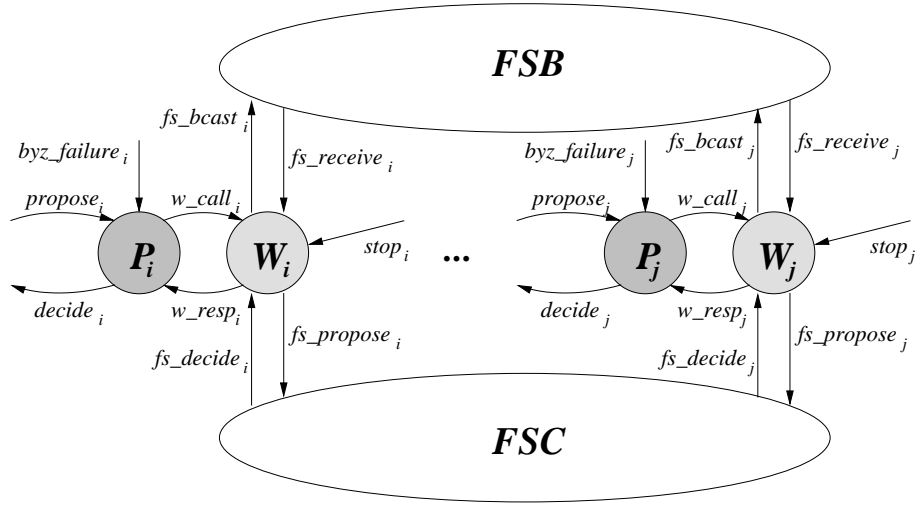 FSB
fs_bcast i
fs_receive i
byz_failure i
propose i
w_call i
P i
W i
stop i
decide i
w_resp i
fs_decide i
fs_propose i
...
fs_bcast j
fs_receive j
byz_failure j
propose j
w_call j
P j
W j
stop j
decide j
w_resp j
fs_decide j
fs_propose j
FSC